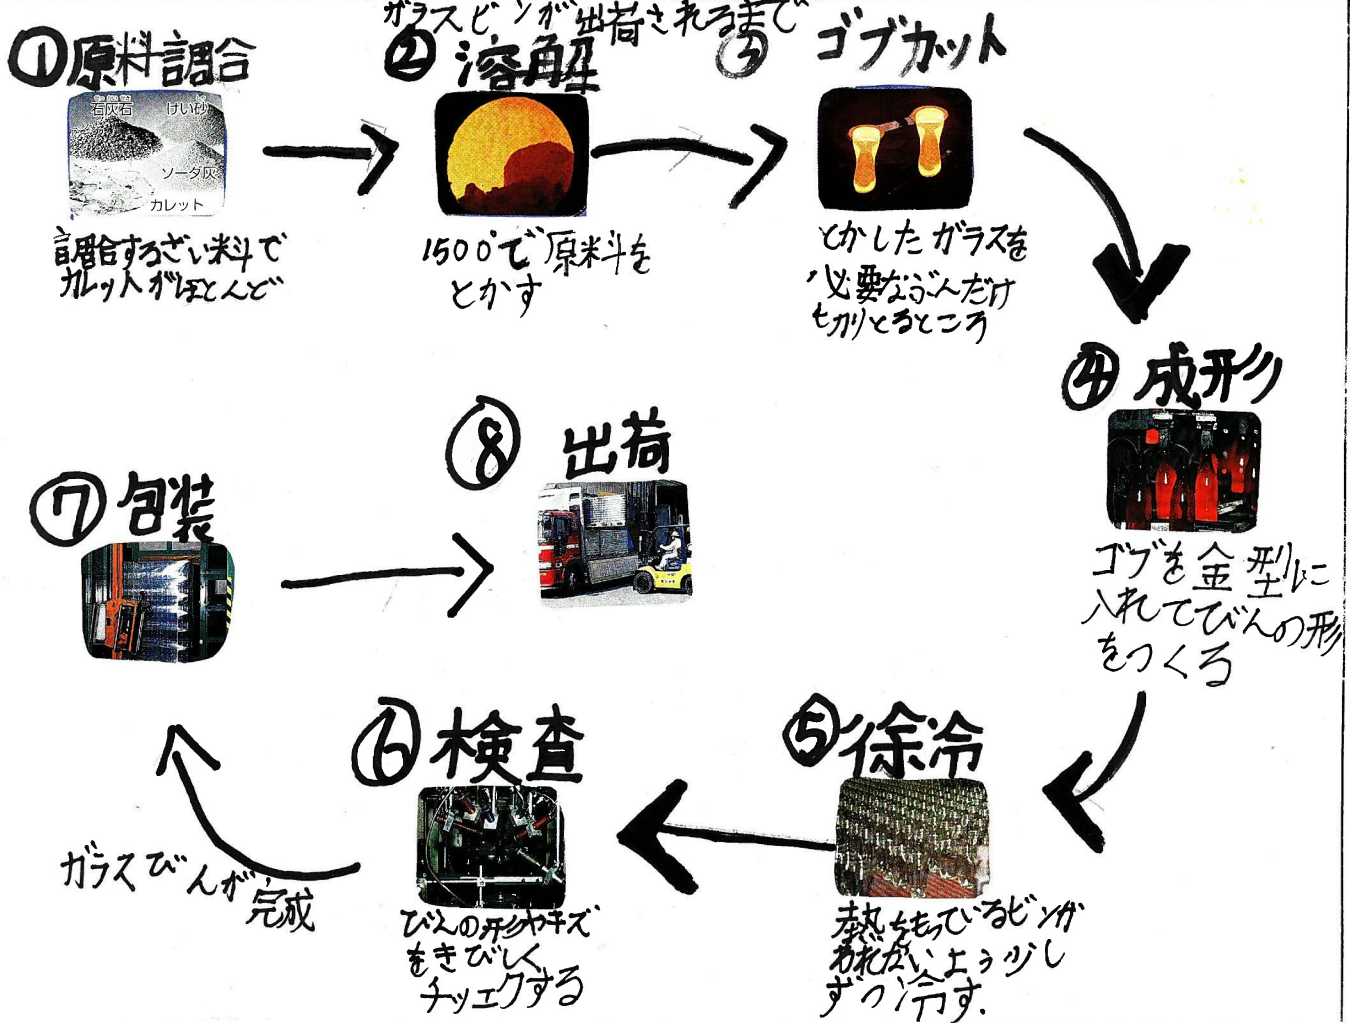 ガラスビンが出荷されるまで
①原料調合
石灰石
けい砂
ソーダ灰
カレット
調合するざい料で
カレットがほとんど
②溶解
1500°で原料を
とかす
③ゴブカット
とかしたガラスを
必要なぶんだけ
切りとるところ
④成形
ゴブを金型に
入れてびんの形
をつくる
⑤徐冷
熱をもっているビンが
われないよう少し
ずつ冷す.
⑥検査
びんの形やキズ
をきびしく
チェックする
ガラスびんが完成
⑦包装
⑧出荷